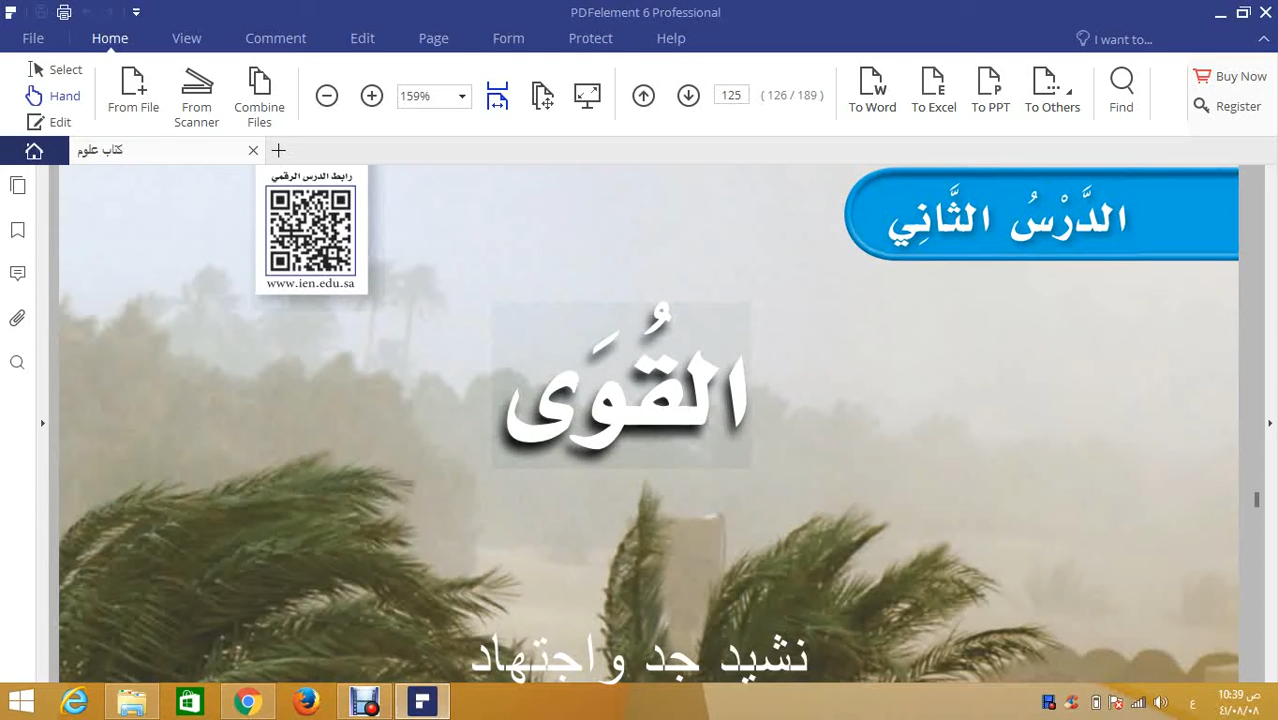 PDFelement 6 Professional
File Home View Comment Edit Page Form Protect Help I want to...
Select
Hand
Edit
From File
From Scanner
Combine Files
159%
125 ( 126 / 189 )
To Word To Excel To PPT To Others Find
Buy Now
Register
كتاب علوم
رابط الدرس الرقمي
www.ien.edu.sa
الدَّرْسُ الثَّانِي
القُوَى
نشيد جد واجتهاد
ع
10:39 ص
٤١/٠٨/٠٨